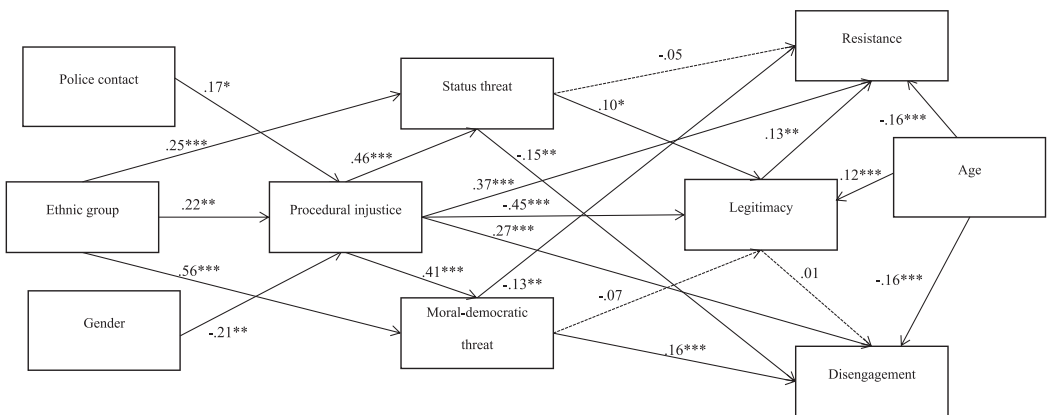 Resistance
Police contact
-.05
Status threat
.17*
.10*
.13**
-.16***
.25***
.46***
-.15**
Age
.37***
.12***
Ethnic group
.22**
Procedural injustice
-.45***
Legitimacy
.27***
.56***
.41***
-.13**
.01
-.16***
-.07
Gender
-.21**
Moral-democratic
threat
.16***
Disengagement